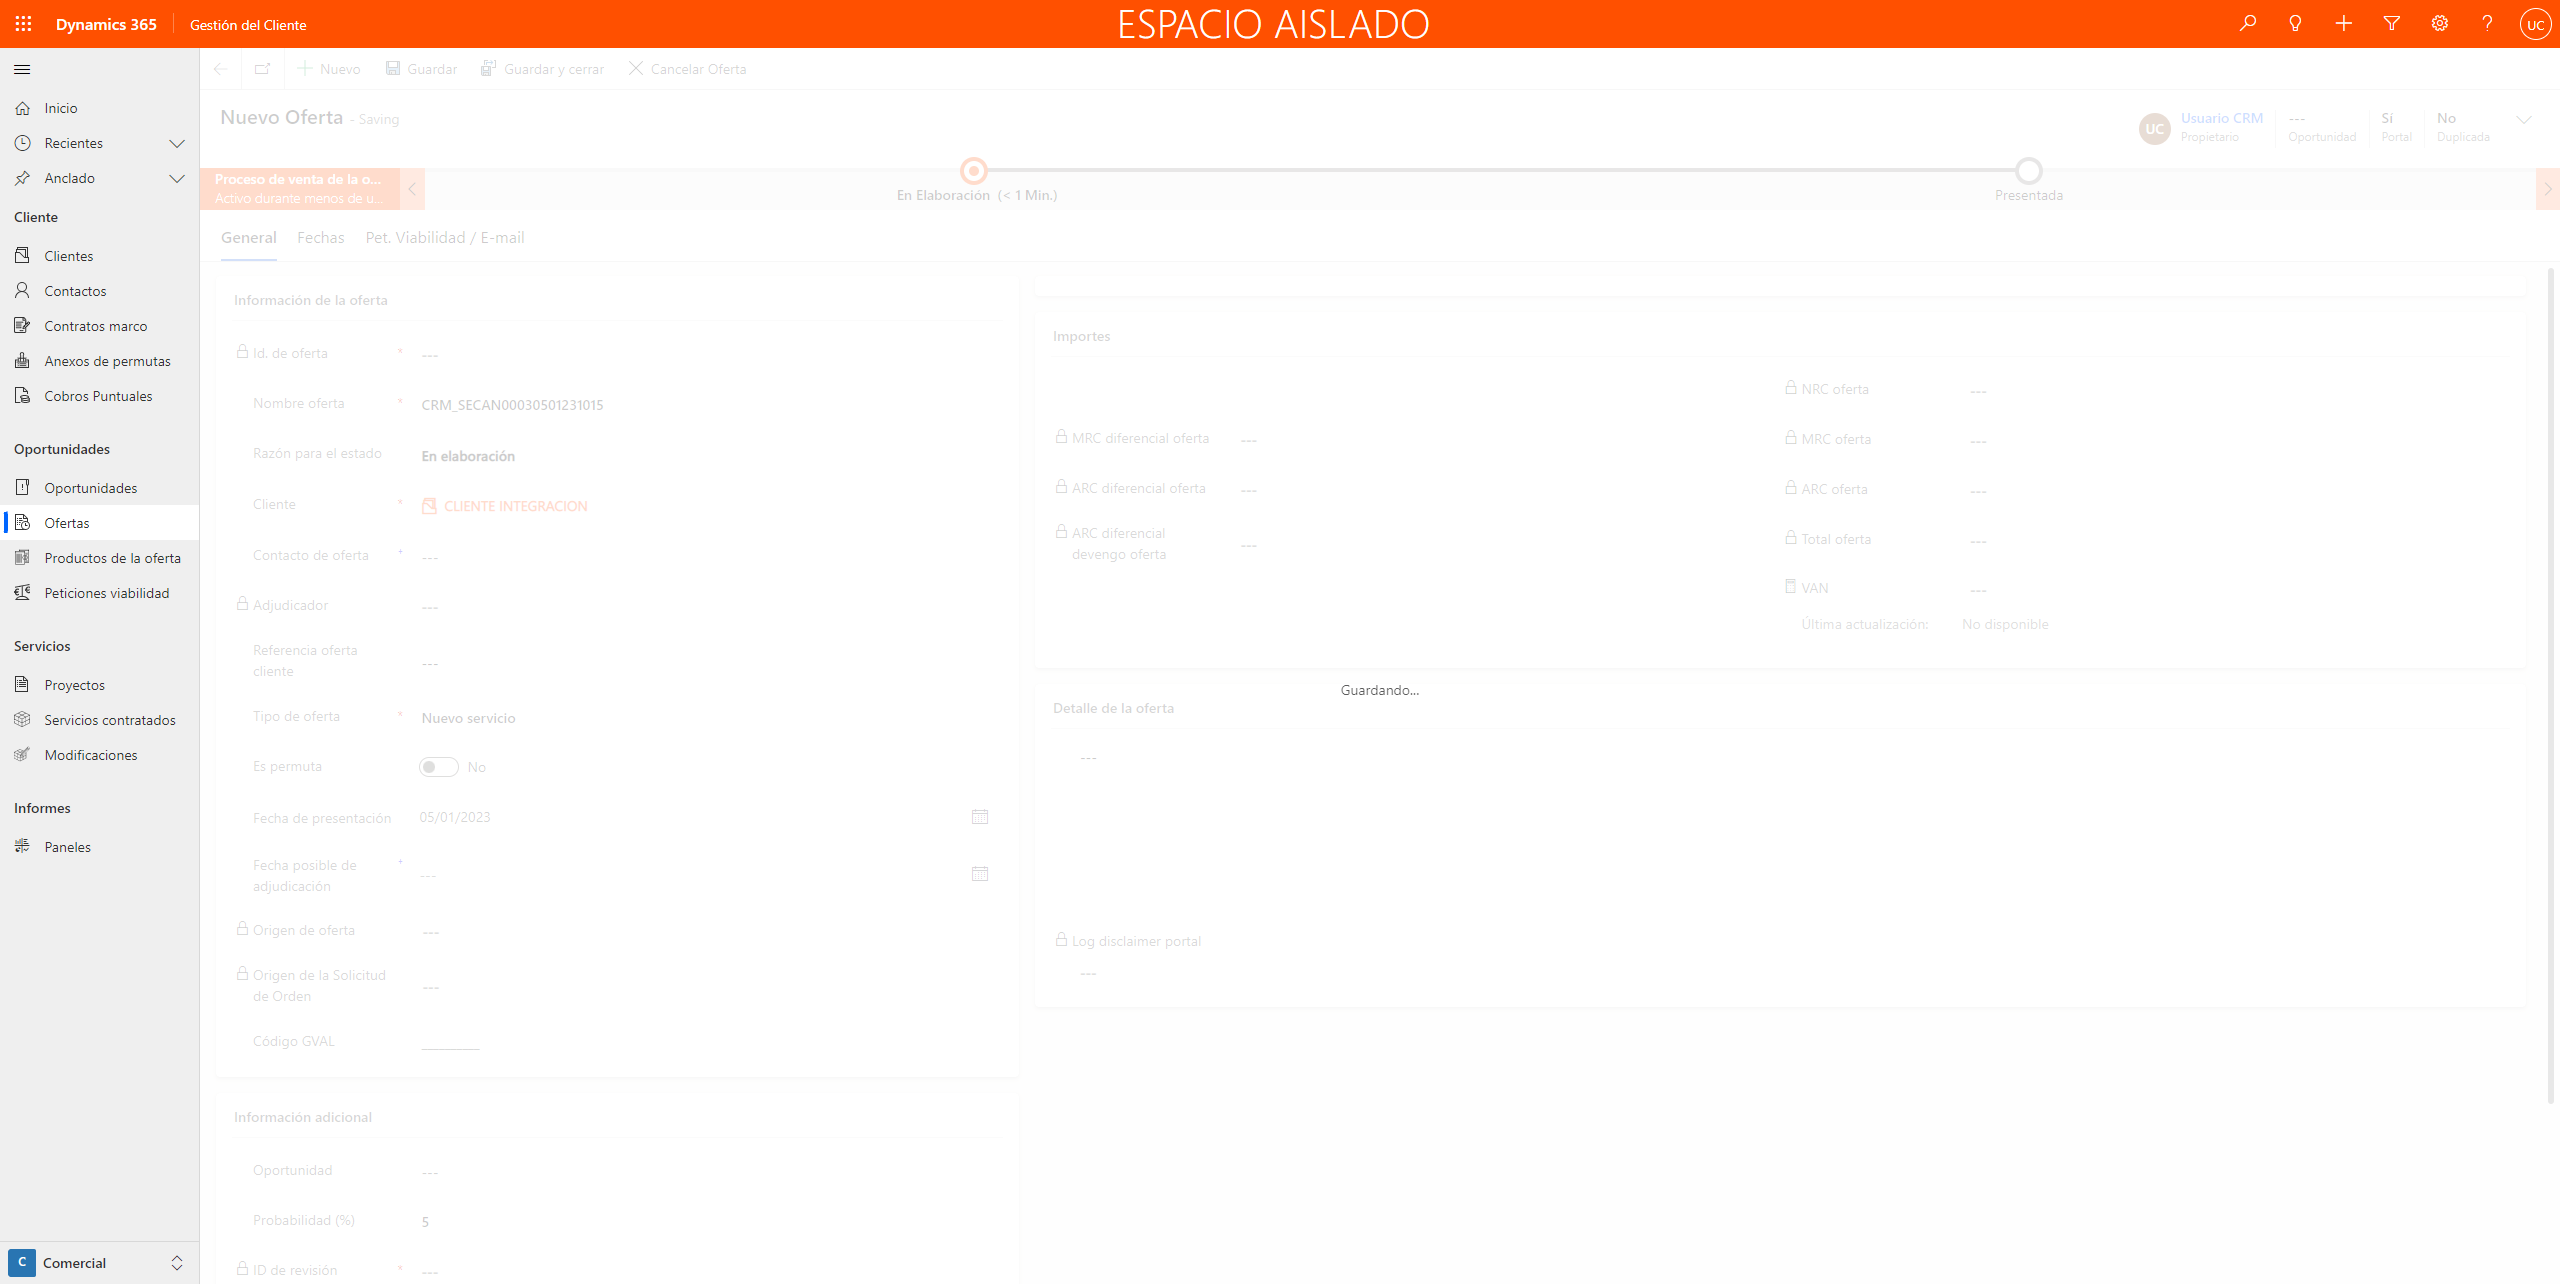 Dynamics 365
Gestión del Cliente
ESPACIO AISLADO
UC
Nuevo
Guardar
Guardar y cerrar
Cancelar Oferta
Inicio
Recientes
Anclado
Cliente
Clientes
Contactos
Contratos marco
Anexos de permutas
Cobros Puntuales
Oportunidades
Oportunidades
Ofertas
Productos de la oferta
Peticiones viabilidad
Servicios
Proyectos
Servicios contratados
Modificaciones
Informes
Paneles
C Comercial
Nuevo Oferta - Saving
UC
Usuario CRM
Propietario
---
Oportunidad
Sí
Portal
No
Duplicada
Proceso de venta de la o...
Activo durante menos de u...
En Elaboración (< 1 Min.)
Presentada
General
Fechas
Pet. Viabilidad / E-mail
Información de la oferta
Id. de oferta * ---
Nombre oferta * CRM_SECAN00030501231015
Razón para el estado En elaboración
Cliente * CLIENTE INTEGRACION
Contacto de oferta + ---
Adjudicador ---
Referencia oferta
cliente
---
Tipo de oferta * Nuevo servicio
Es permuta No
Fecha de presentación 05/01/2023
Fecha posible de
adjudicación
+ ---
Origen de oferta ---
Origen de la Solicitud
de Orden
---
Código GVAL
Información adicional
Oportunidad ---
Probabilidad (%) 5
ID de revisión * ---
Importes
MRC diferencial oferta ---
ARC diferencial oferta ---
ARC diferencial
devengo oferta
---
NRC oferta ---
MRC oferta ---
ARC oferta ---
Total oferta ---
VAN ---
Última actualización: No disponible
Guardando...
Detalle de la oferta
---
Log disclaimer portal
---